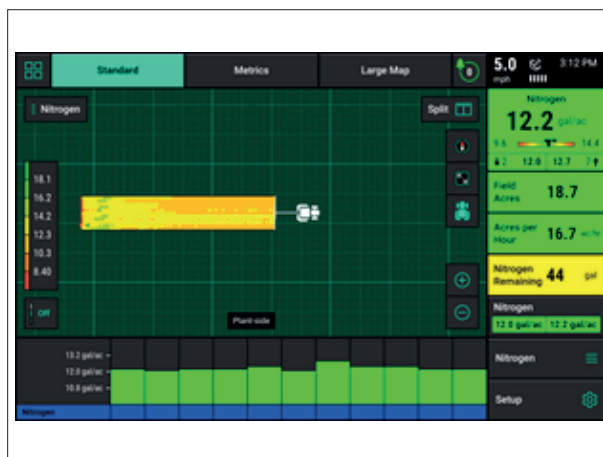 Standard
Metrics
Large Map
0
5.0
mph
3:12 PM
Nitrogen
Split
Nitrogen
12.2 gal/ac
9.6
14.4
2
12.0
12.7
7
18.1
16.2
14.2
12.3
10.3
8.40
Off
Plant-side
Field
Acres
18.7
Acres per
Hour
16.7 ac/hr
Nitrogen
Remaining
44 gal
Nitrogen
12.0 gal/ac
12.2 gal/ac
13.2 gal/ac
12.0 gal/ac
10.8 gal/ac
Nitrogen
Nitrogen
Setup